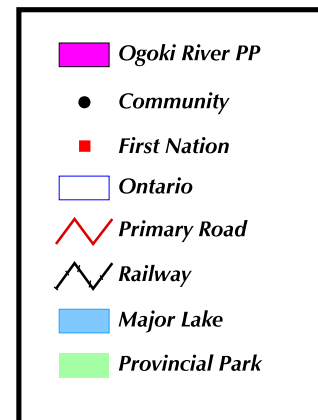 Ogoki River PP
Community
First Nation
Ontario
Primary Road
Railway
Major Lake
Provincial Park